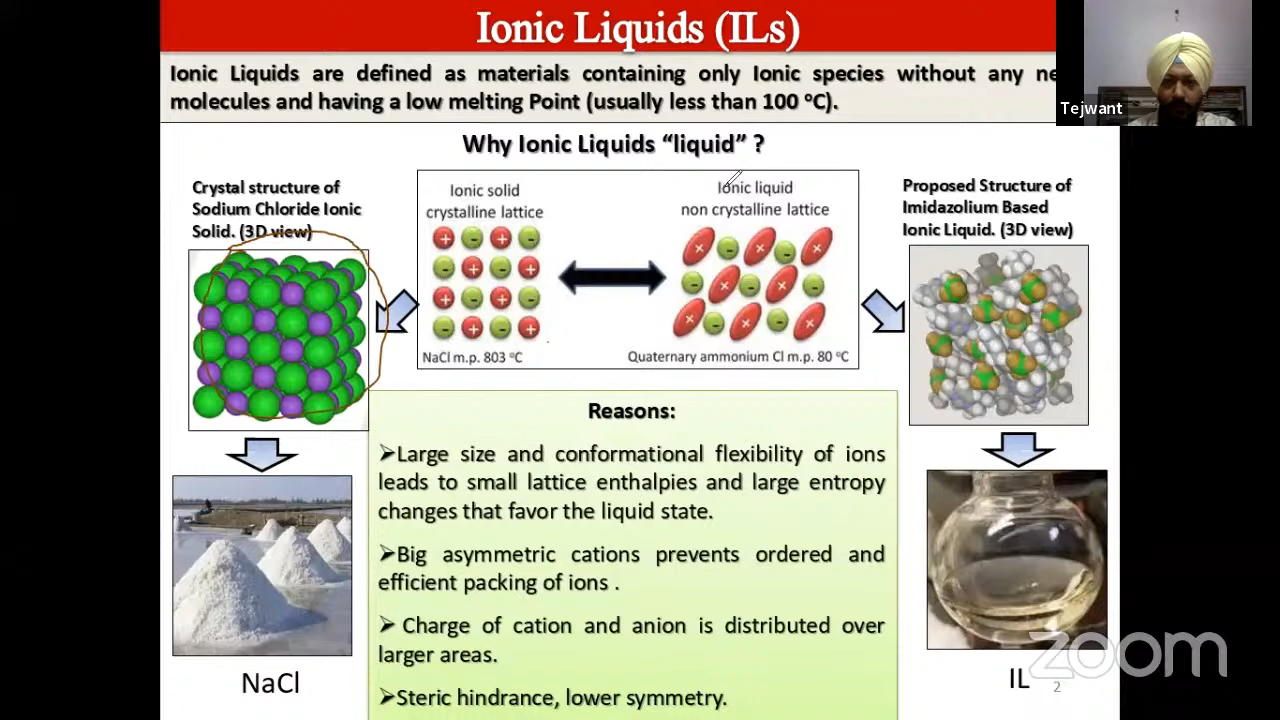 Ionic Liquids (ILs)
Ionic Liquids are defined as materials containing only Ionic species without any
molecules and having a low melting Point (usually less than 100 ᵒC).
Tejwant
Why Ionic Liquids “liquid” ?
Crystal structure of
Sodium Chloride Ionic
Solid. (3D view)
Ionic solid
crystalline lattice
+ - + -
- + - +
+ - + -
- + - +
NaCl m.p. 803 ᵒC
Ionic liquid
non crystalline lattice
+ - + - +
- + - + -
+ - + - +
Quaternary ammonium Cl m.p. 80 ᵒC
Proposed Structure of
Imidazolium Based
Ionic Liquid. (3D view)
Reasons:
➢Large size and conformational flexibility of ions
leads to small lattice enthalpies and large entropy
changes that favor the liquid state.
➢Big asymmetric cations prevents ordered and
efficient packing of ions .
➢ Charge of cation and anion is distributed over
larger areas.
➢Steric hindrance, lower symmetry.
NaCl
IL
2
zoom